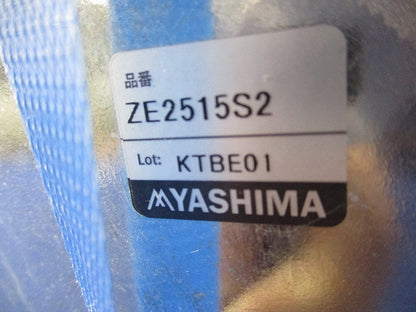 品番
ZE2515S2
Lot: KTBE01
YASHIMA